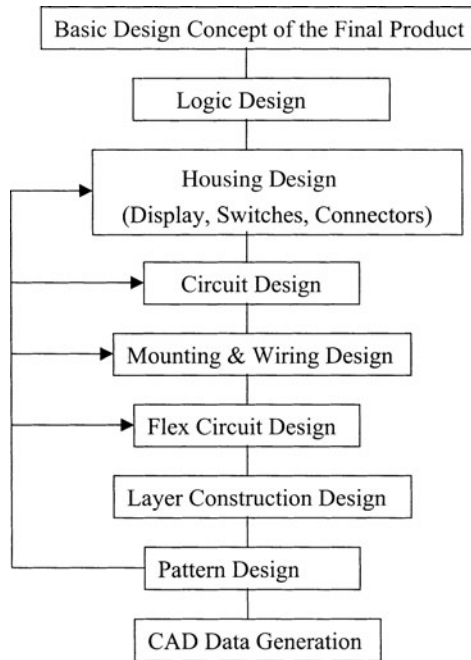 Basic Design Concept of the Final Product
Logic Design
Housing Design
(Display, Switches, Connectors)
Circuit Design
Mounting & Wiring Design
Flex Circuit Design
Layer Construction Design
Pattern Design
CAD Data Generation